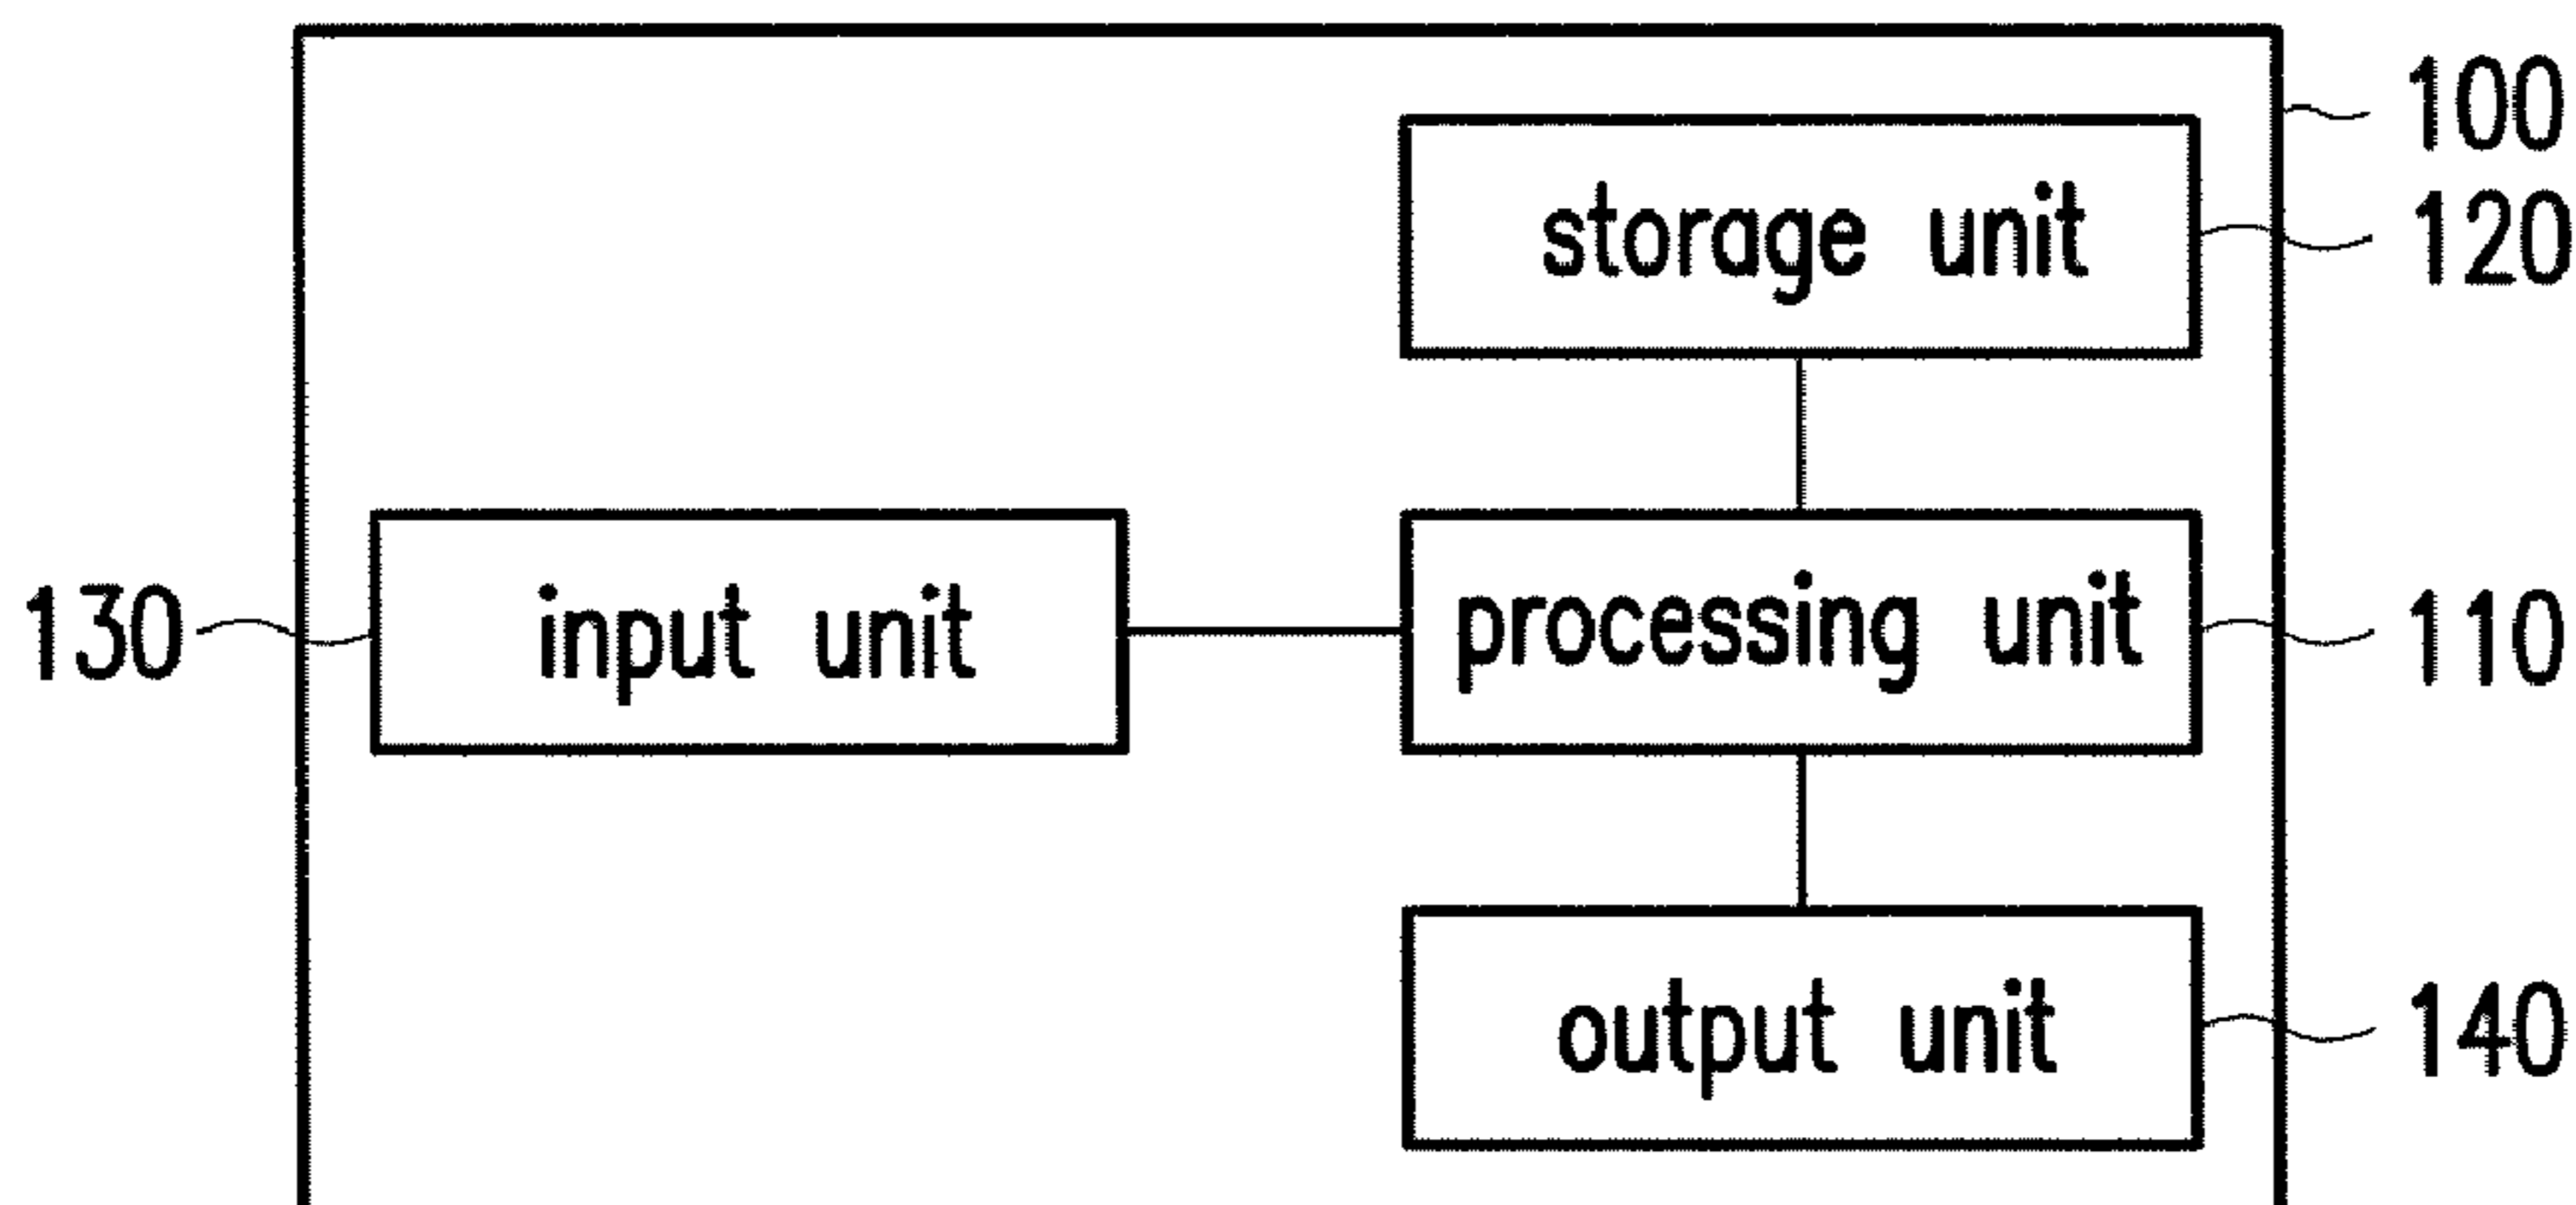 100
storage unit
120
130
input unit
processing unit
110
output unit
140